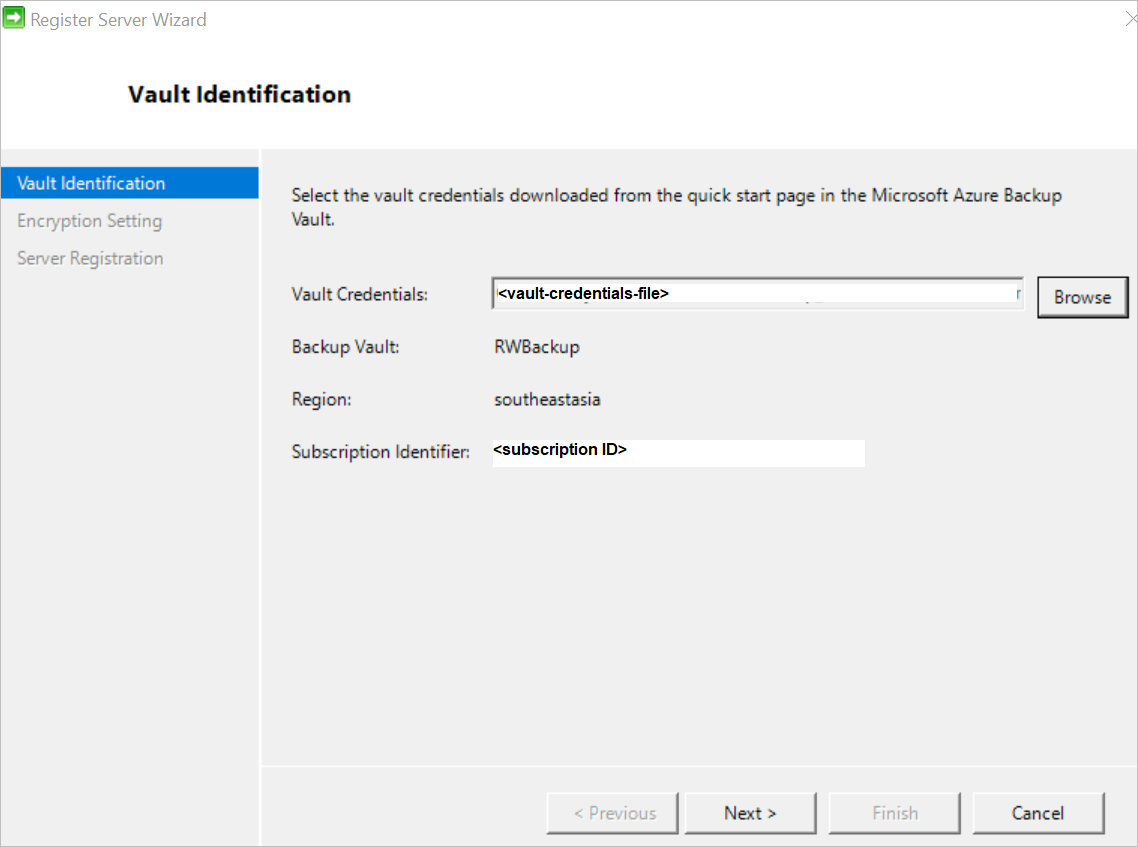 Register Server Wizard
Vault Identification
Vault Identification
Encryption Setting
Server Registration
Select the vault credentials downloaded from the quick start page in the Microsoft Azure Backup
Vault.
Vault Credentials: <vault-credentials-file> Browse
Backup Vault: RWBackup
Region: southeastasia
Subscription Identifier: <subscription ID>
< Previous Next > Finish Cancel